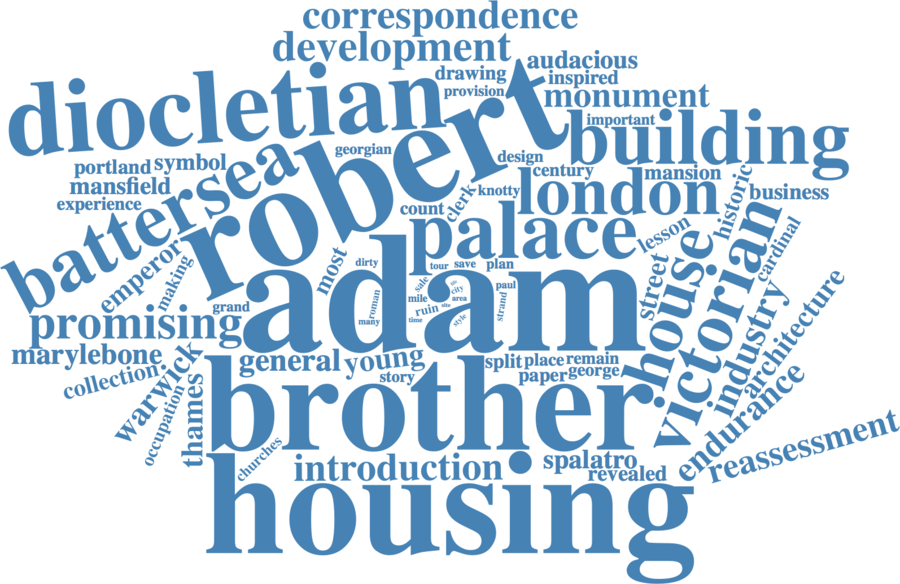 correspondence
development
audacious
drawing
inspired
provision
monument
diocletian
robert
important
building
georgian
portland
symbol
design
century
mansion
mansfield
battersea
knotty
london
historic
business
experience
count
clerk
palace
lesson
cardinal
emperor
making
most
dirty
tour
save
plan
street
house
victorian
adam
sale
city
paul
mile
area
roman
ruin
site
strand
many
time
style
grand
promising
industry
architecture
marylebone
general
young
split
place
remain
collection
warwick
story
paper
george
occupation
thames
brother
endurance
churches
introduction
spalatro
revealed
reassessment
housing